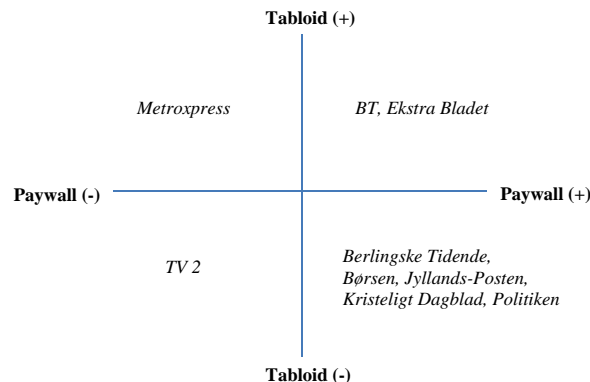 Tabloid (+)
Metroxpress
BT, Ekstra Bladet
Paywall (-)
Paywall (+)
TV 2
Berlingske Tidende,
Børsen, Jyllands-Posten,
Kristeligt Dagblad, Politiken
Tabloid (-)